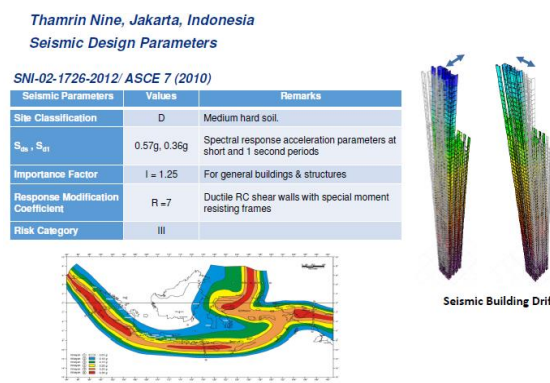 Thamrin Nine, Jakarta, Indonesia
Seismic Design Parameters
SNI-02-1726-2012/ ASCE 7 (2010)
Seismic Parameters Values Remarks
Site Classification D Medium hard soil.
Sds , Sd1 0.57g, 0.36g Spectral response acceleration parameters at
short and 1 second periods
Importance Factor I = 1.25 For general buildings & structures
Response Modification
Coefficient R =7 Ductile RC shear walls with special moment
resisting frames
Risk Category III
Seismic Building Drif